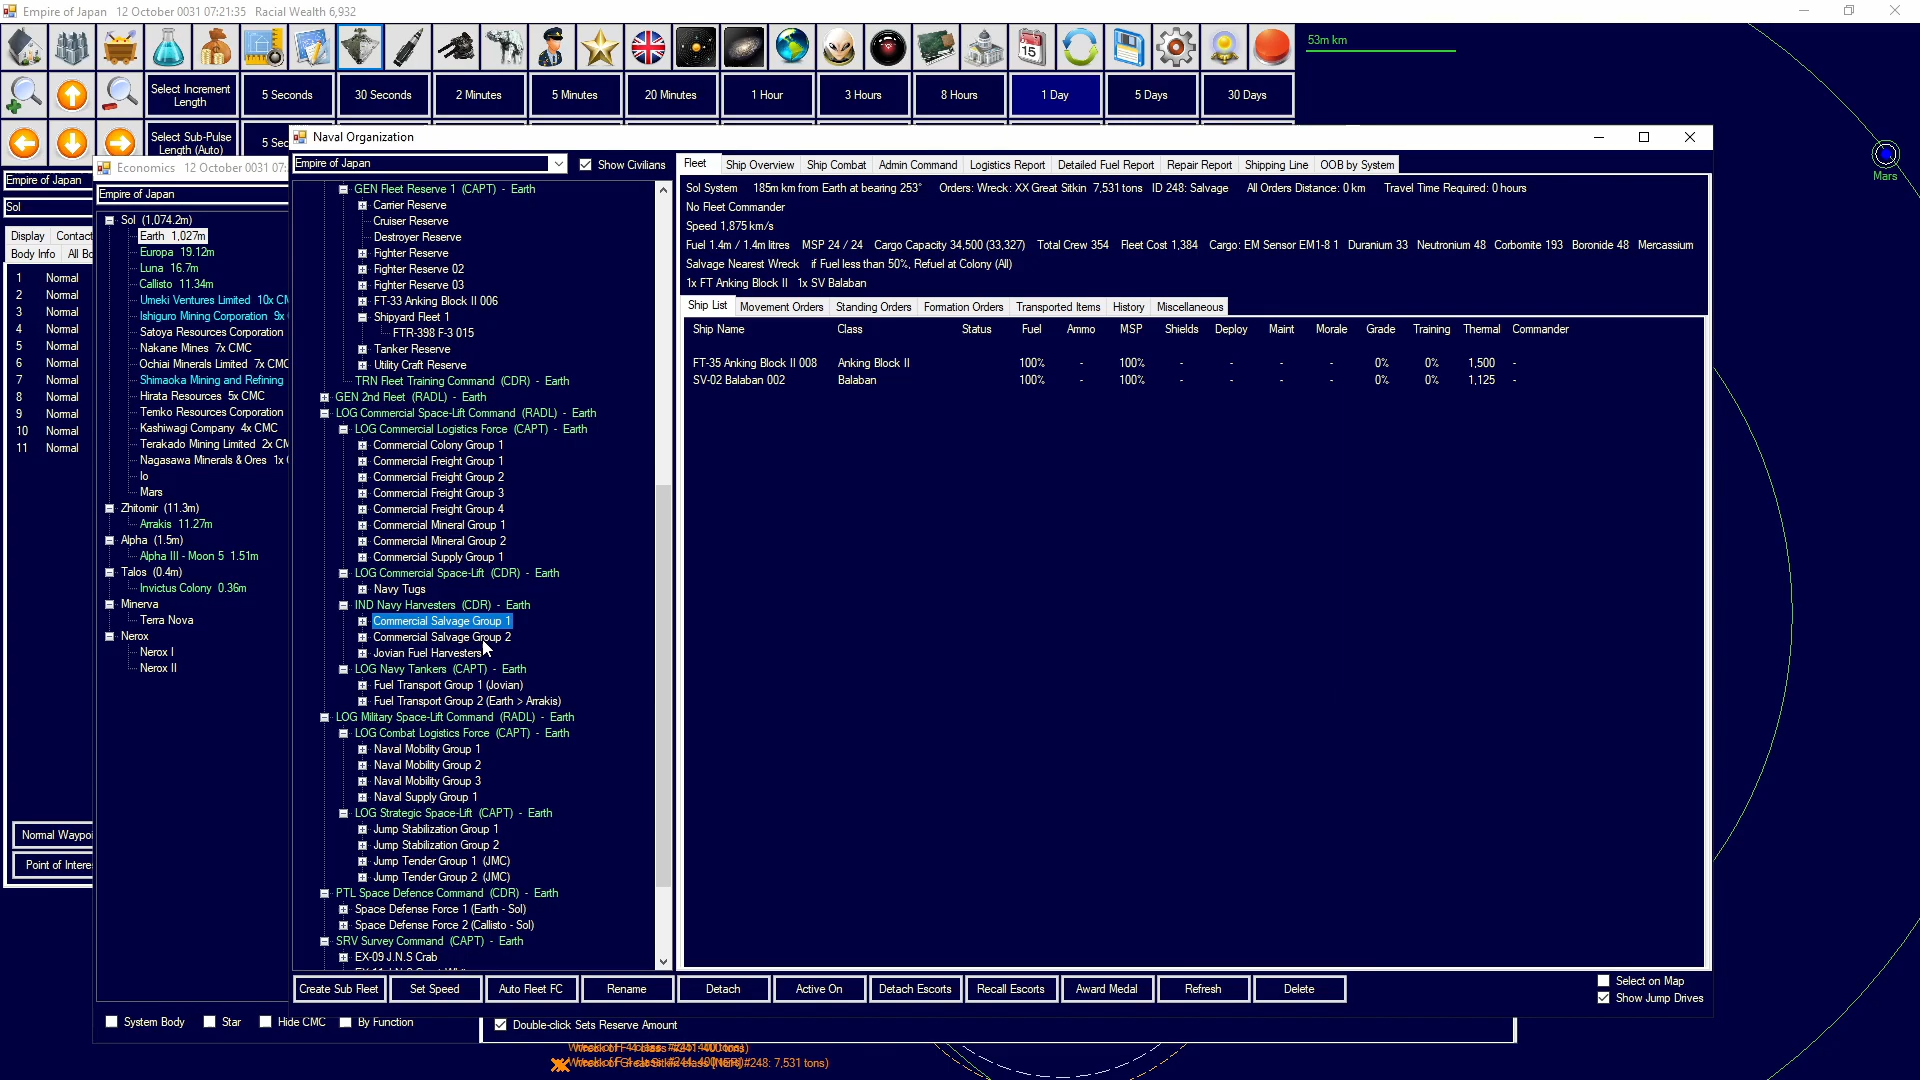 Empire of Japan   12 October 0031 07:21:35   Racial Wealth 6,932
53m km
Select Increment Length
5 Seconds
30 Seconds
2 Minutes
5 Minutes
20 Minutes
1 Hour
3 Hours
8 Hours
1 Day
5 Days
30 Days
Select Sub-Pulse Length (Auto)
5 Sec
Mars
Empire of Japan
Sol
Display
Contact
Body Info
All Bo
1 Normal
2 Normal
3 Normal
4 Normal
5 Normal
6 Normal
7 Normal
8 Normal
9 Normal
10 Normal
11 Normal
Normal Waypoi
Point of Intere
Economics   12 October 0031 07:
Empire of Japan
Sol (1,074.2m)
Earth 1,027m
Europa 19.12m
Luna 16.7m
Callisto 11.34m
Umeki Ventures Limited 10x CM
Ishiguro Mining Corporation 9x
Satoya Resources Corporation
Nakane Mines 7x CMC
Ochiai Minerals Limited 7x CMC
Shimaoka Mining and Refining
Hirata Resources 5x CMC
Temko Resources Corporation
Kashiwagi Company 4x CMC
Terakado Mining Limited 2x CM
Nagasawa Minerals & Ores 1x
Io
Mars
Zhitomir (11.3m)
Arrakis 11.27m
Alpha (1.5m)
Alpha III - Moon 5 1.51m
Talos (0.4m)
Invictus Colony 0.36m
Minerva
Terra Nova
Nerox
Nerox I
Nerox II
System Body
Star
Hide CMC
By Function
Naval Organization
Empire of Japan
Show Civilians
GEN Fleet Reserve 1 (CAPT) - Earth
Carrier Reserve
Cruiser Reserve
Destroyer Reserve
Fighter Reserve
Fighter Reserve 02
Fighter Reserve 03
FT-33 Anking Block II 006
Shipyard Fleet 1
FTR-398 F-3 015
Tanker Reserve
Utility Craft Reserve
TRN Fleet Training Command (CDR) - Earth
GEN 2nd Fleet (RADL) - Earth
LOG Commercial Space-Lift Command (RADL) - Earth
LOG Commercial Logistics Force (CAPT) - Earth
Commercial Colony Group 1
Commercial Freight Group 1
Commercial Freight Group 2
Commercial Freight Group 3
Commercial Freight Group 4
Commercial Mineral Group 1
Commercial Mineral Group 2
Commercial Supply Group 1
LOG Commercial Space-Lift (CDR) - Earth
Navy Tugs
IND Navy Harvesters (CDR) - Earth
Commercial Salvage Group 1
Commercial Salvage Group 2
Jovian Fuel Harvesters
LOG Navy Tankers (CAPT) - Earth
Fuel Transport Group 1 (Jovian)
Fuel Transport Group 2 (Earth > Arrakis)
LOG Military Space-Lift Command (RADL) - Earth
LOG Combat Logistics Force (CAPT) - Earth
Naval Mobility Group 1
Naval Mobility Group 2
Naval Mobility Group 3
Naval Supply Group 1
LOG Strategic Space-Lift (CAPT) - Earth
Jump Stabilization Group 1
Jump Stabilization Group 2
Jump Tender Group 1 (JMC)
Jump Tender Group 2 (JMC)
PTL Space Defence Command (CDR) - Earth
Space Defense Force 1 (Earth - Sol)
Space Defense Force 2 (Callisto - Sol)
SRV Survey Command (CAPT) - Earth
EX-09 J.N.S Crab
Fleet
Ship Overview
Ship Combat
Admin Command
Logistics Report
Detailed Fuel Report
Repair Report
Shipping Line
OOB by System
Sol System   185m km from Earth at bearing 253°   Orders: Wreck: XX Great Sitkin 7,531 tons ID 248: Salvage   All Orders Distance: 0 km   Travel Time Required: 0 hours
No Fleet Commander
Speed 1,875 km/s
Fuel 1.4m / 1.4m litres   MSP 24 / 24   Cargo Capacity 34,500 (33,327)   Total Crew 354   Fleet Cost 1,384   Cargo: EM Sensor EM1-8 1   Duranium 33   Neutronium 48   Corbomite 193   Boronide 48   Mercassium
Salvage Nearest Wreck   if Fuel less than 50%, Refuel at Colony (All)
1x FT Anking Block II   1x SV Balaban
Ship List
Movement Orders
Standing Orders
Formation Orders
Transported Items
History
Miscellaneous
Ship Name   Class   Status   Fuel   Ammo   MSP   Shields   Deploy   Maint   Morale   Grade   Training   Thermal   Commander
FT-35 Anking Block II 008   Anking Block II   100%   -   100%   -   -   -   -   0%   0%   1,500   -
SV-02 Balaban 002   Balaban   100%   -   100%   -   -   -   -   0%   0%   1,125   -
Create Sub Fleet
Set Speed
Auto Fleet FC
Rename
Detach
Active On
Detach Escorts
Recall Escorts
Award Medal
Refresh
Delete
Select on Map
Show Jump Drives
Double-click Sets Reserve Amount
#248: 7,531 tons)